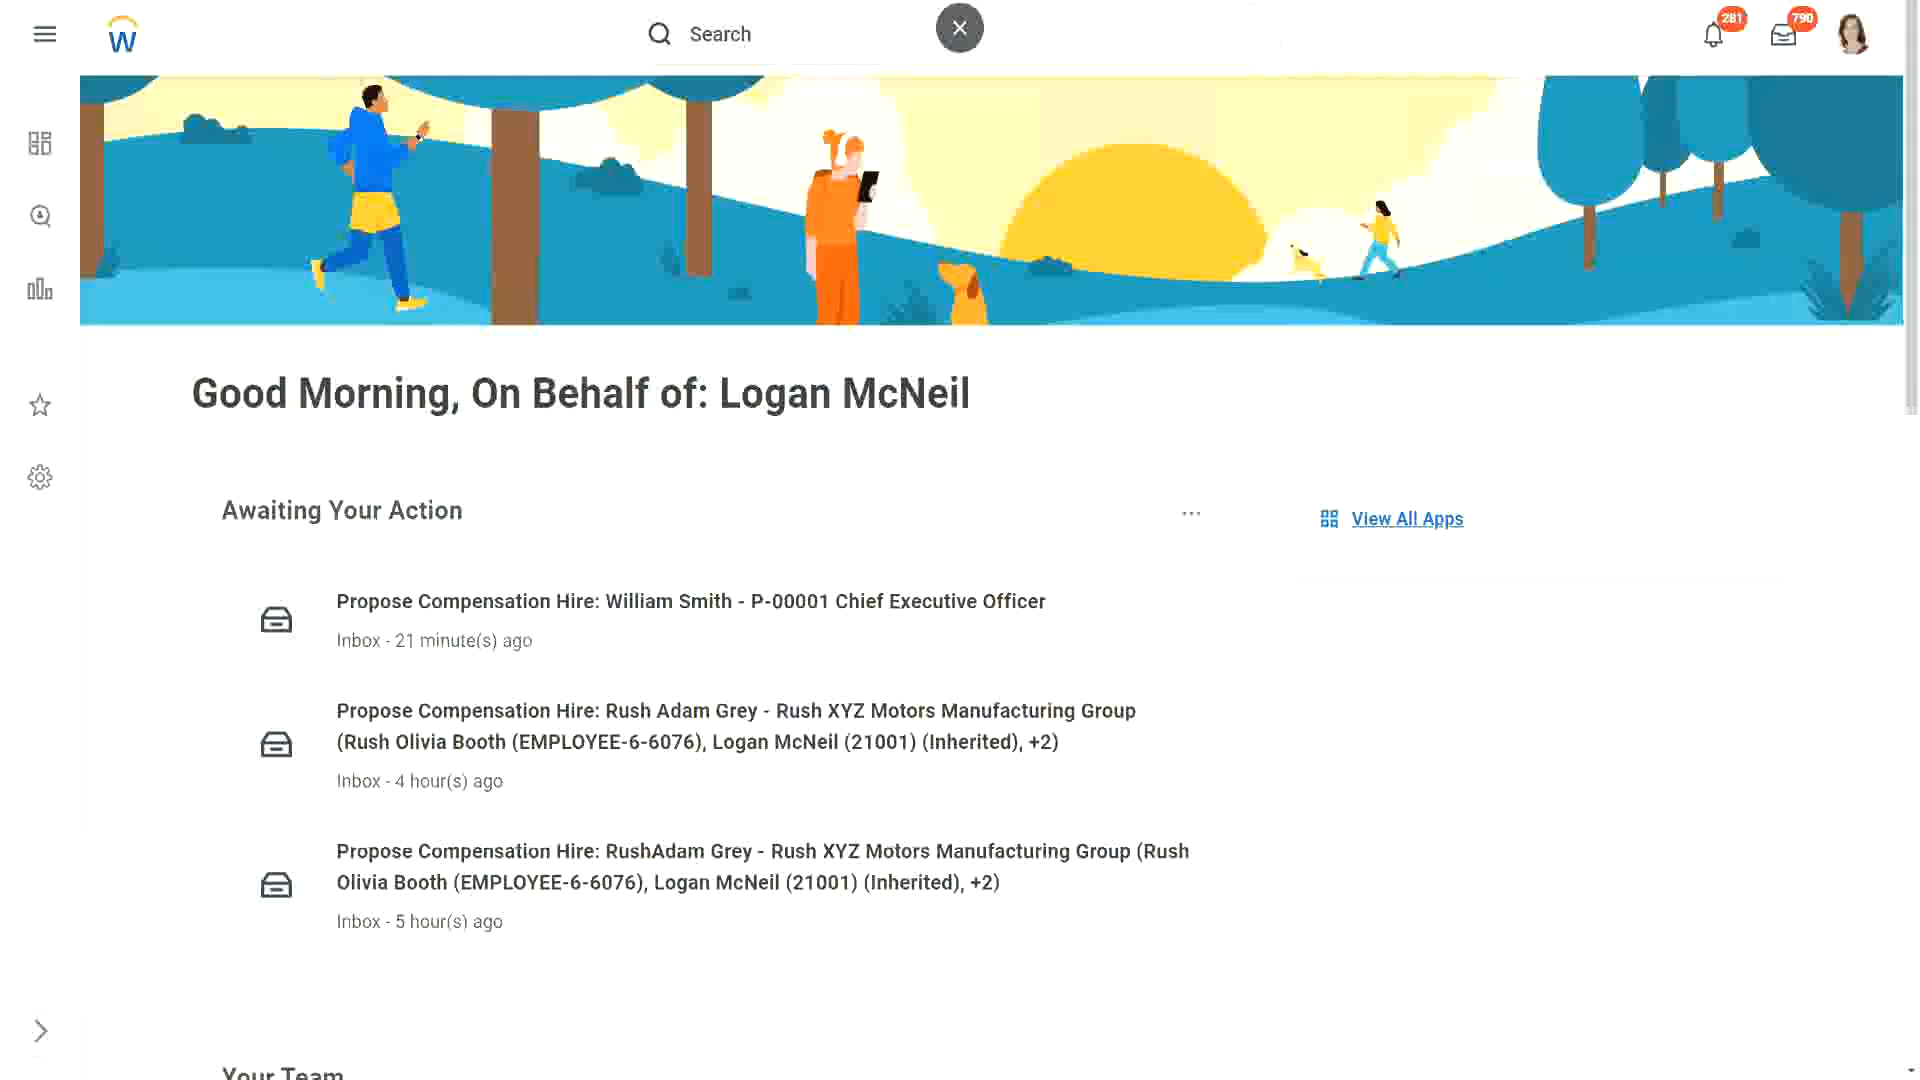 W
Search
281
790
Good Morning, On Behalf of: Logan McNeil
Awaiting Your Action
View All Apps
Propose Compensation Hire: William Smith - P-00001 Chief Executive Officer
Inbox - 21 minute(s) ago
Propose Compensation Hire: Rush Adam Grey - Rush XYZ Motors Manufacturing Group
(Rush Olivia Booth (EMPLOYEE-6-6076), Logan McNeil (21001) (Inherited), +2)
Inbox - 4 hour(s) ago
Propose Compensation Hire: RushAdam Grey - Rush XYZ Motors Manufacturing Group (Rush
Olivia Booth (EMPLOYEE-6-6076), Logan McNeil (21001) (Inherited), +2)
Inbox - 5 hour(s) ago
Your Team